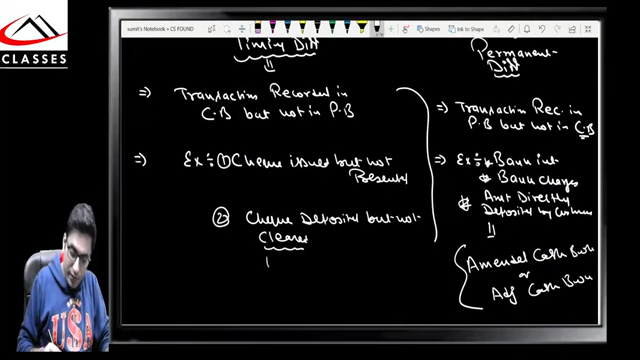 CLASSES
sumit's notebook » CS FOUND
Shapes
Ink to Shape
Timing Diff
=> Transaction Recorded in
C.B but not in P.B
=> Ex ÷ ① Cheque issued but not
Presented
② Cheque Deposited but not
Cleared
Permanent
Diff
=> Transaction Rec. in
P.B but not in C.B
=> Ex ÷ * Bank int
* Bank Charges
* Amt Directly
Deposited by Customer
Amended Cash Book
or
Adj Cash Book
USA